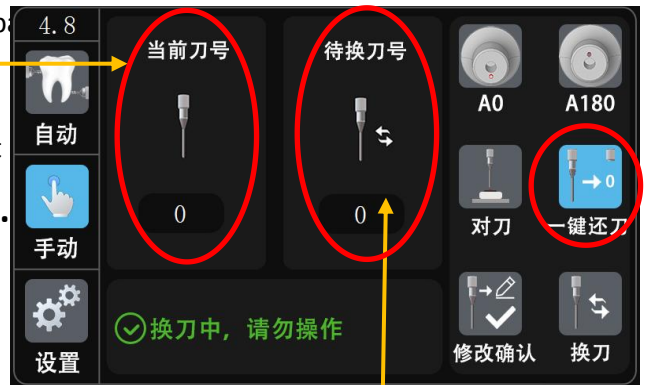 4.8
自动
手动
设置
当前刀号
0
待换刀号
0
换刀中，请勿操作
A0
A180
对刀
→0
一键还刀
修改确认
换刀